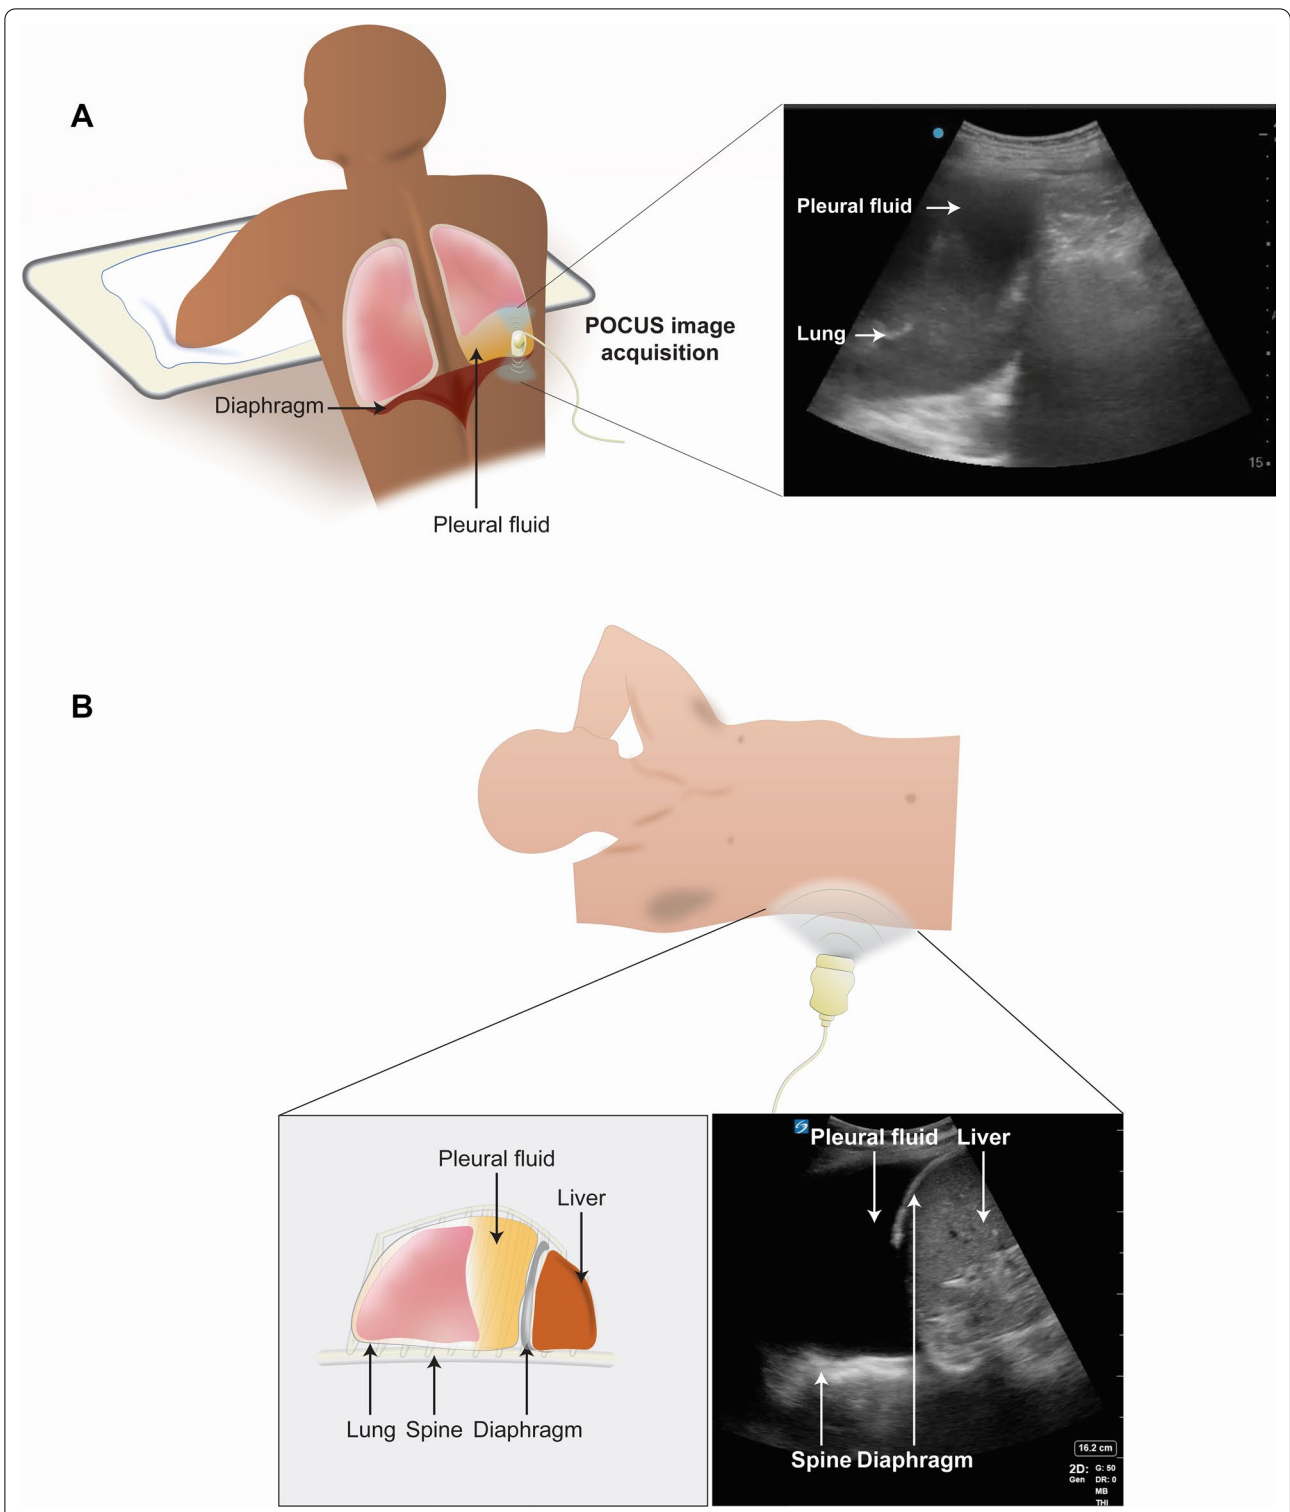 A
Pleural fluid
Lung
15
POCUS image
acquisition
Diaphragm
Pleural fluid
B
Pleural fluid
Liver
Lung Spine Diaphragm
Pleural fluid Liver
Spine Diaphragm
16.2 cm
2D: G: 50
Gen DR: 0
MB
THI